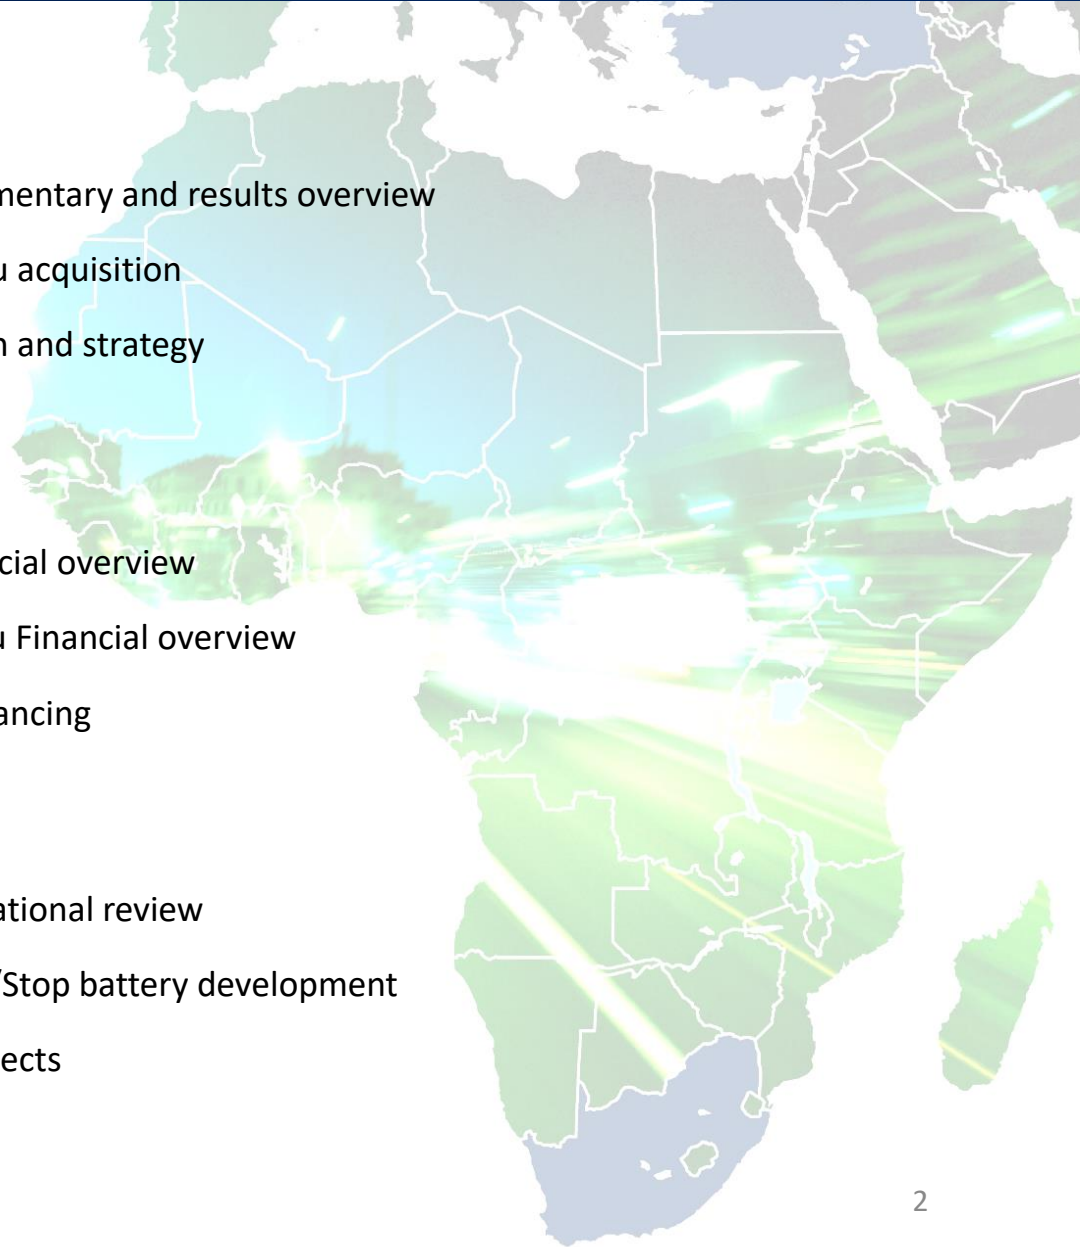 mentary and results overview
u acquisition
n and strategy
cial overview
u Financial overview
ancing
ational review
/Stop battery development
ects
2